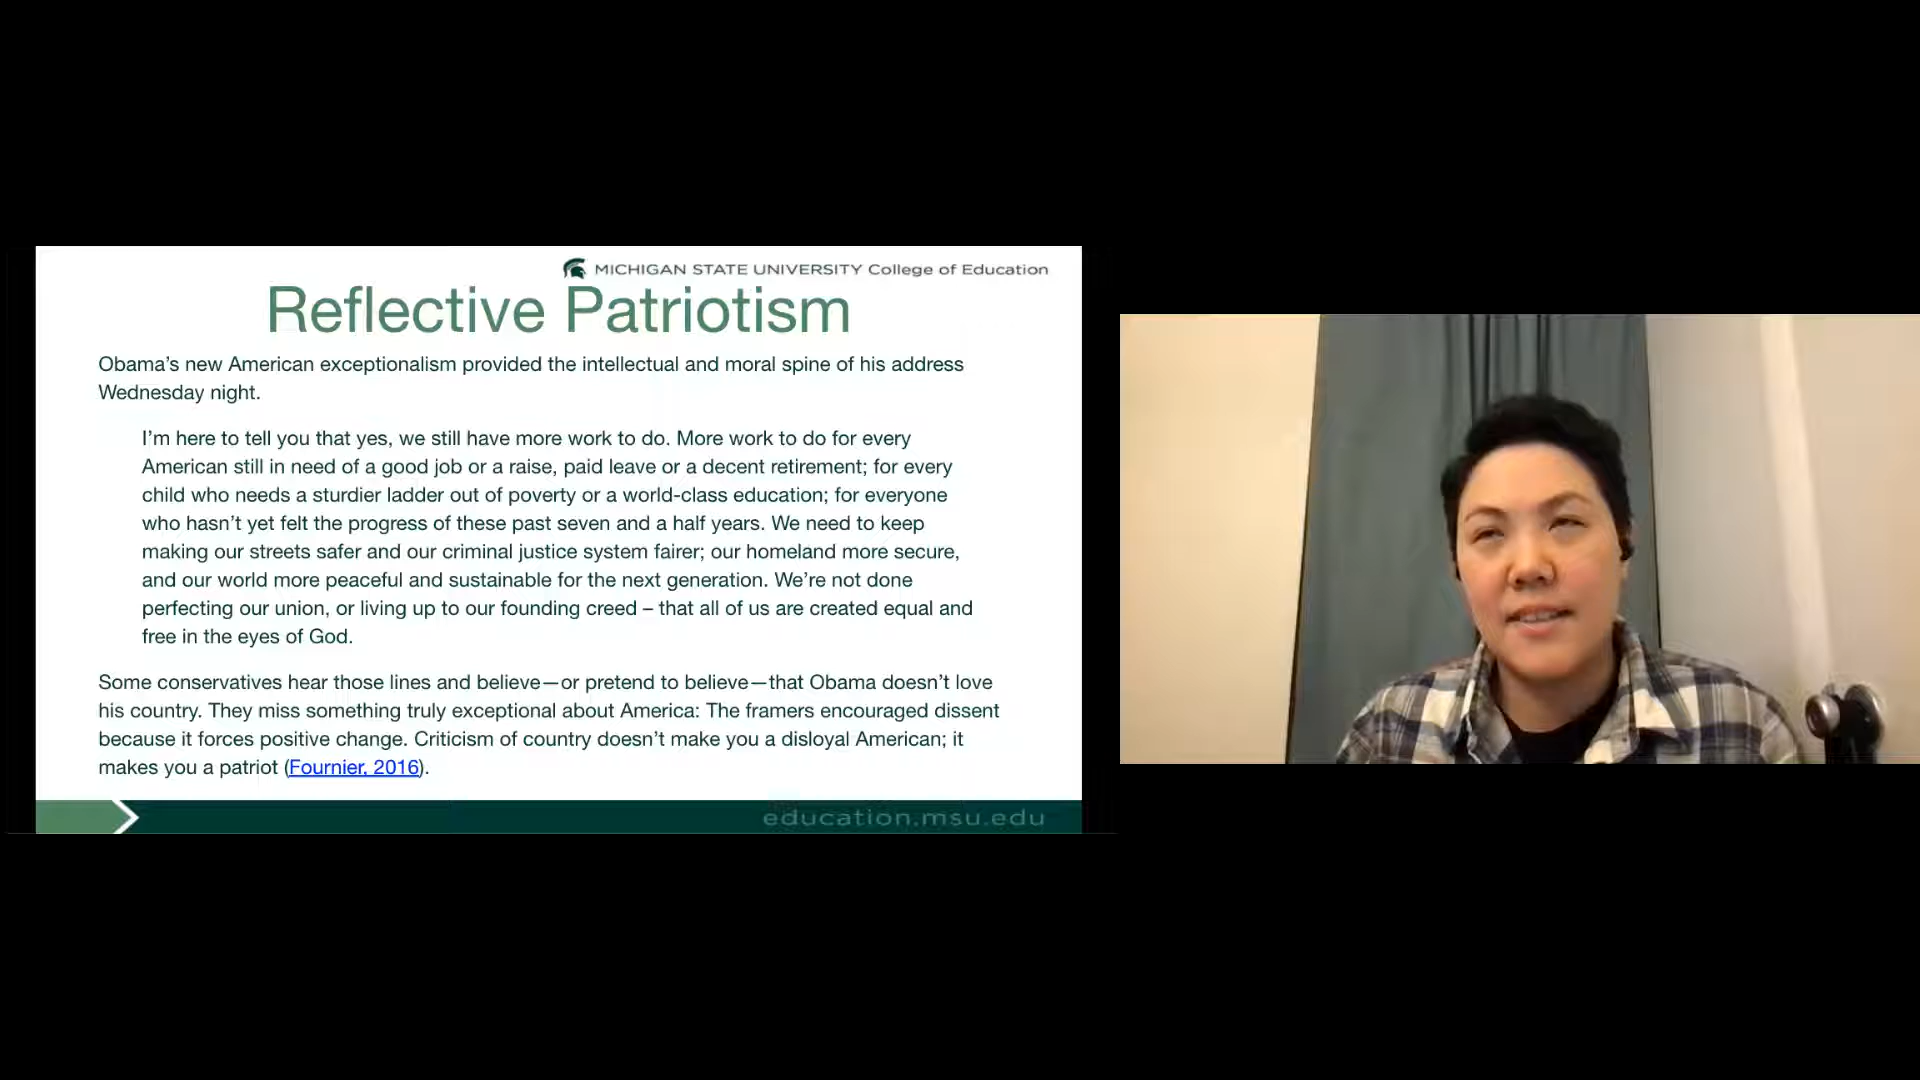 MICHIGAN STATE UNIVERSITY College of Education
Reflective Patriotism
Obama's new American exceptionalism provided the intellectual and moral spine of his address
Wednesday night.
I'm here to tell you that yes, we still have more work to do. More work to do for every
American still in need of a good job or a raise, paid leave or a decent retirement; for every
child who needs a sturdier ladder out of poverty or a world-class education; for everyone
who hasn't yet felt the progress of these past seven and a half years. We need to keep
making our streets safer and our criminal justice system fairer; our homeland more secure,
and our world more peaceful and sustainable for the next generation. We're not done
perfecting our union, or living up to our founding creed – that all of us are created equal and
free in the eyes of God.
Some conservatives hear those lines and believe—or pretend to believe—that Obama doesn't love
his country. They miss something truly exceptional about America: The framers encouraged dissent
because it forces positive change. Criticism of country doesn't make you a disloyal American; it
makes you a patriot (Fournier, 2016).
education.msu.edu